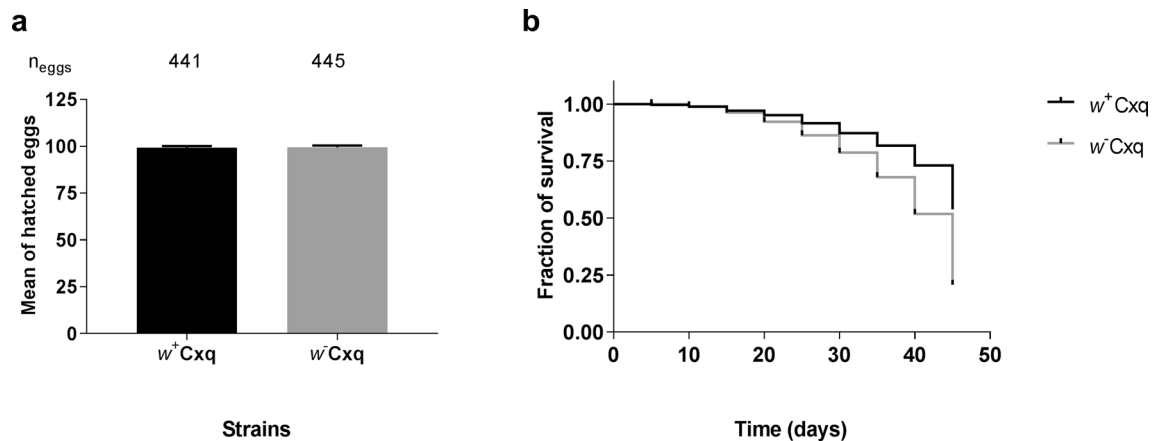 a
n_eggs 441 445
Mean of hatched eggs
125
100
75
50
25
0
w⁺Cxq w⁻Cxq
Strains
b
Fraction of survival
1.00
0.75
0.50
0.25
0.00
0 10 20 30 40 50
Time (days)
w⁺Cxq
w⁻Cxq